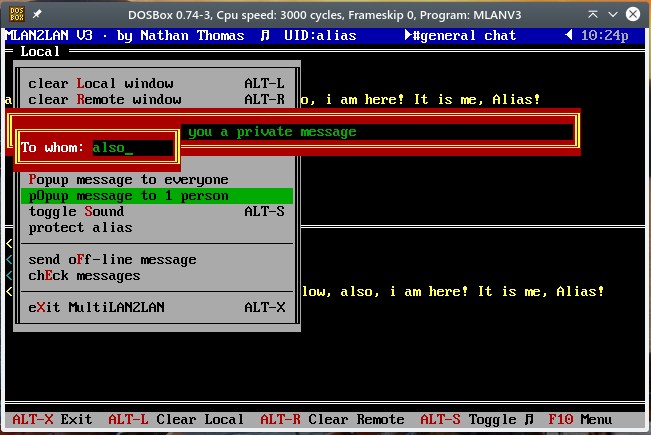 DOS BOX
DOSBox 0.74-3, Cpu speed: 3000 cycles, Frameskip 0, Program: MLANV3
MLAN2LAN V3 · by Nathan Thomas ♫ UID:alias #general chat 10:24p
Local
clear Local window ALT-L
clear Remote window ALT-R
a o, i am here! It is me, Alias!
you a private message
To whom: also_
Popup message to everyone
pOpup message to 1 person
toggle Sound ALT-S
protect alias
<
send oFf-line message
<
chEck messages
< low, also, i am here! It is me, Alias!
eXit MultiLAN2LAN ALT-X
ALT-X Exit ALT-L Clear Local ALT-R Clear Remote ALT-S Toggle ♫ F10 Menu